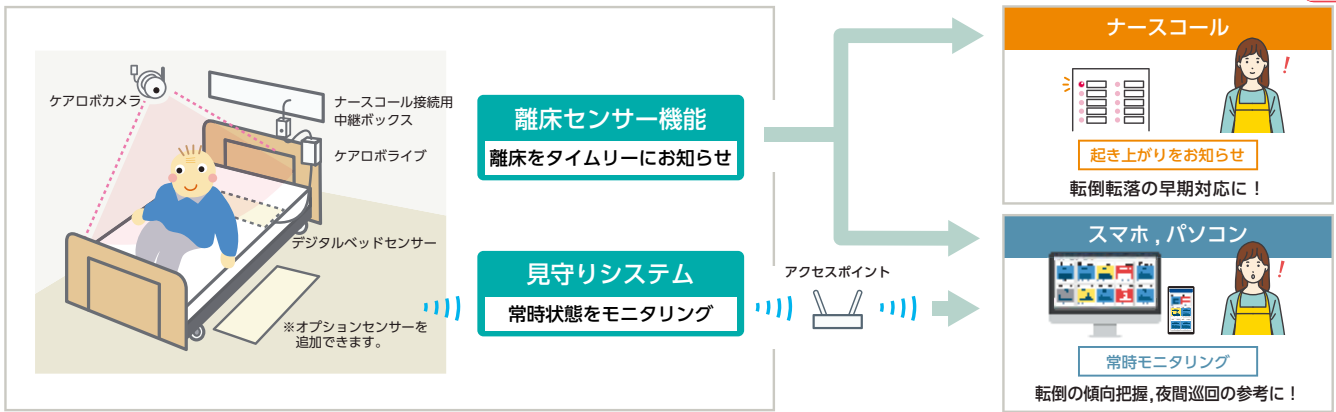 ケアロボカメラ
ナースコール接続用
中継ボックス
ケアロボライブ
デジタルベッドセンサー
※オプションセンサーを
追加できます。
離床センサー機能
離床をタイムリーにお知らせ
見守りシステム
常時状態をモニタリング
アクセスポイント
ナースコール
!
起き上がりをお知らせ
転倒転落の早期対応に!
スマホ,パソコン
!
常時モニタリング
転倒の傾向把握,夜間巡回の参考に!